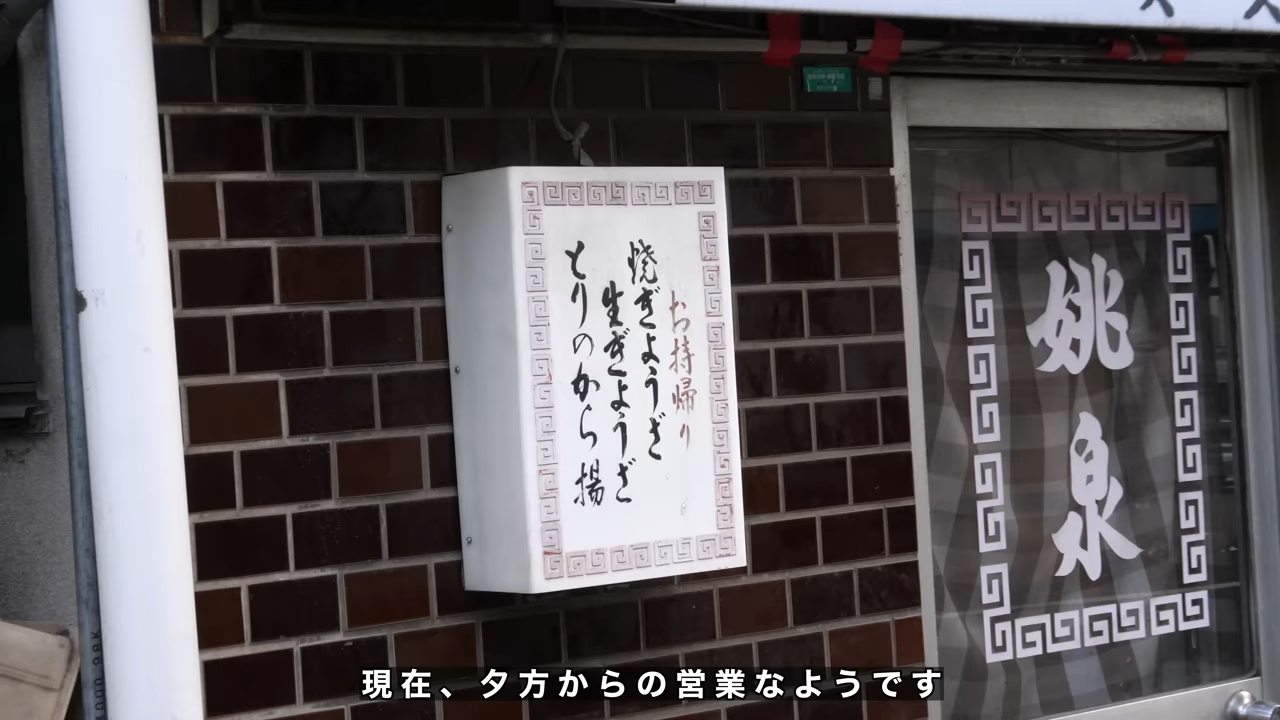 お持帰り
焼ぎょうざ
生ぎょうざ
とりのから揚
姚泉
現在、夕方からの営業なようです